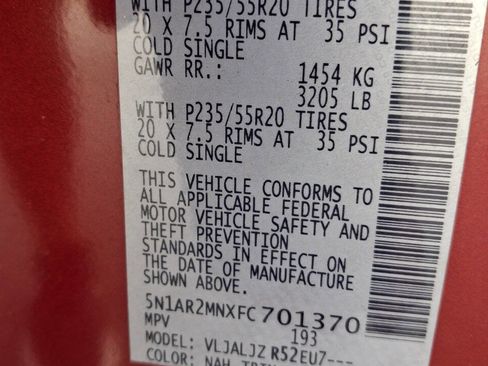 WITH P235/55R20 TIRES
20 X 7.5 RIMS AT 35 PSI
COLD SINGLE
GAWR RR.: 1454 KG
3205 LB
WITH P235/55R20 TIRES
20 X 7.5 RIMS AT 35 PSI
COLD SINGLE
THIS VEHICLE CONFORMS TO
ALL APPLICABLE FEDERAL
MOTOR VEHICLE SAFETY AND
THEFT PREVENTION
STANDARDS IN EFFECT ON
THE DATE OF MANUFACTURE
SHOWN ABOVE.
5N1AR2MNXFC701370
MPV 193
MODEL: VLJALJZ R52EU7---
COLOR: NAH TRIM